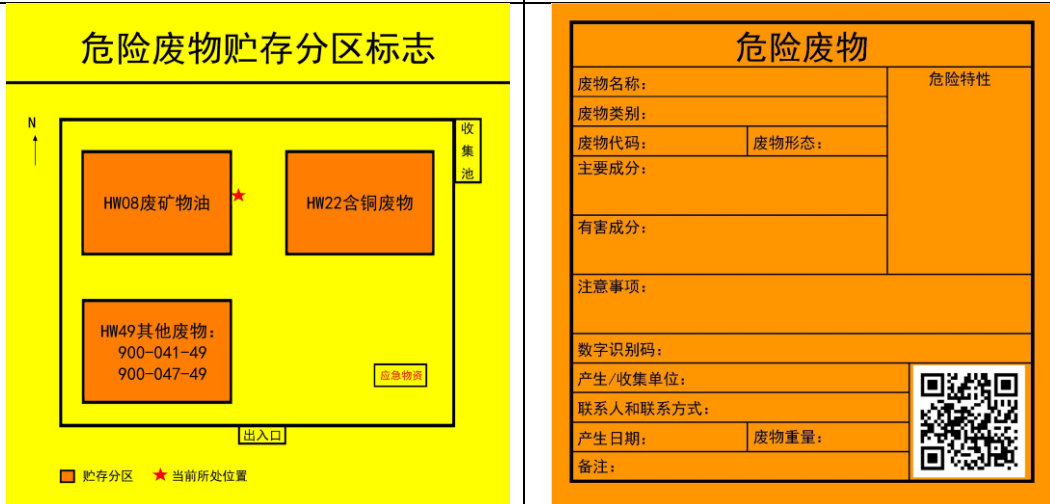 危险废物贮存分区标志
N
收集池
HW08废矿物油
HW22含铜废物
HW49其他废物：
900-041-49
900-047-49
应急物资
出入口
贮存分区
当前所处位置
危险废物
废物名称：
危险特性
废物类别：
废物代码：
废物形态：
主要成分：
有害成分：
注意事项：
数字识别码：
产生/收集单位：
联系人和联系方式：
产生日期：
废物重量：
备注：